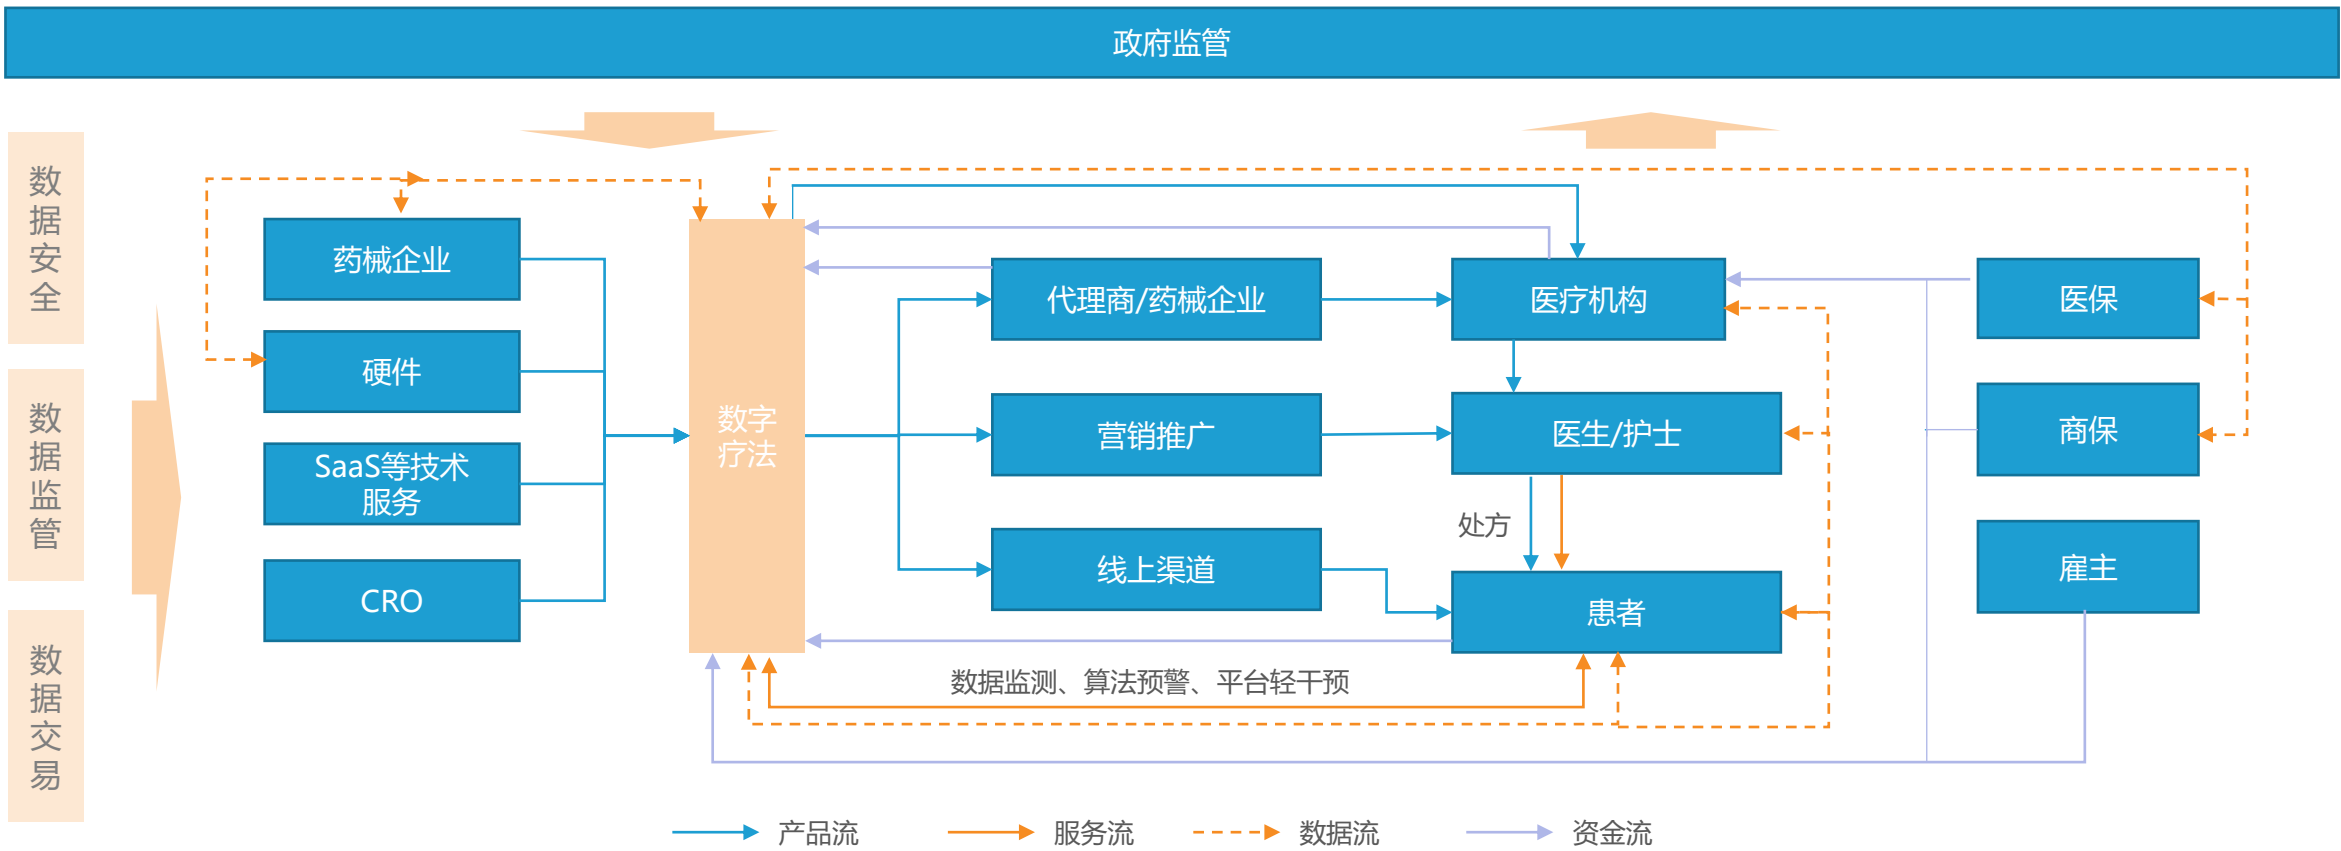 政府监管
数据安全
数据监管
数据交易
药械企业
硬件
SaaS等技术
服务
CRO
数字
疗法
代理商/药械企业
营销推广
线上渠道
医疗机构
医生/护士
处方
患者
医保
商保
雇主
数据监测、算法预警、平台轻干预
产品流
服务流
数据流
资金流